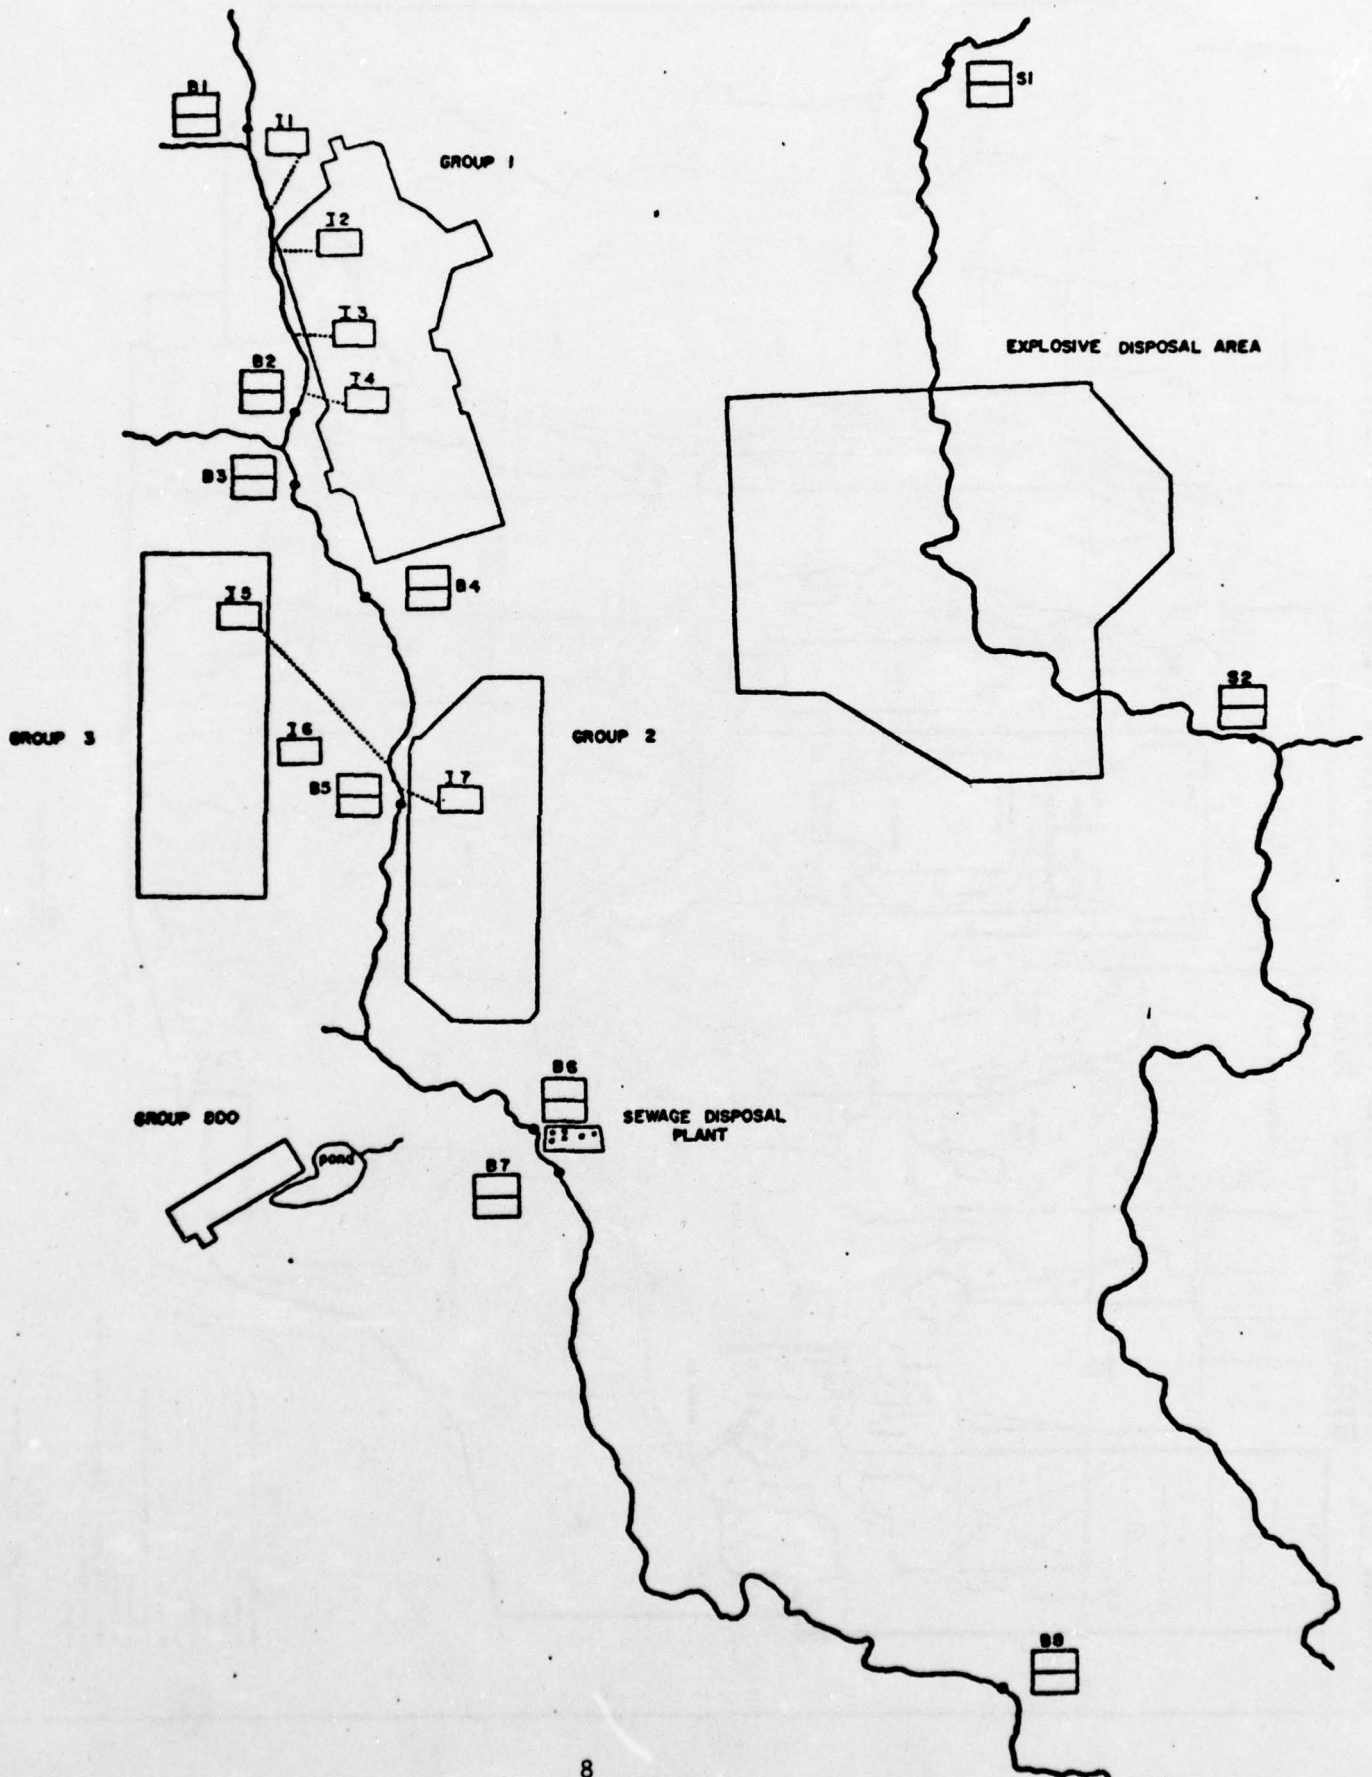 S1
B1
I1
GROUP 1
I2
I3
EXPLOSIVE DISPOSAL AREA
B2
I4
B3
B4
I5
S2
GROUP 3
I6
GROUP 2
B5
I7
B6
GROUP 800
SEWAGE DISPOSAL
PLANT
pond
B7
B8
8